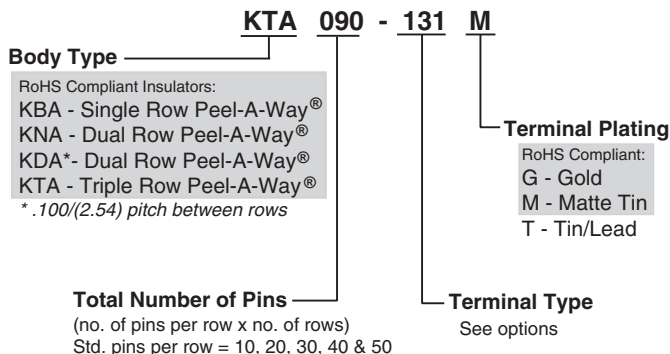 KTA 090 - 131 M
Body Type
RoHS Compliant Insulators:
KBA - Single Row Peel-A-Way®
KNA - Dual Row Peel-A-Way®
KDA*- Dual Row Peel-A-Way®
KTA - Triple Row Peel-A-Way®
* .100/(2.54) pitch between rows
Terminal Plating
RoHS Compliant:
G - Gold
M - Matte Tin
T - Tin/Lead
Total Number of Pins
(no. of pins per row x no. of rows)
Std. pins per row = 10, 20, 30, 40 & 50
Terminal Type
See options